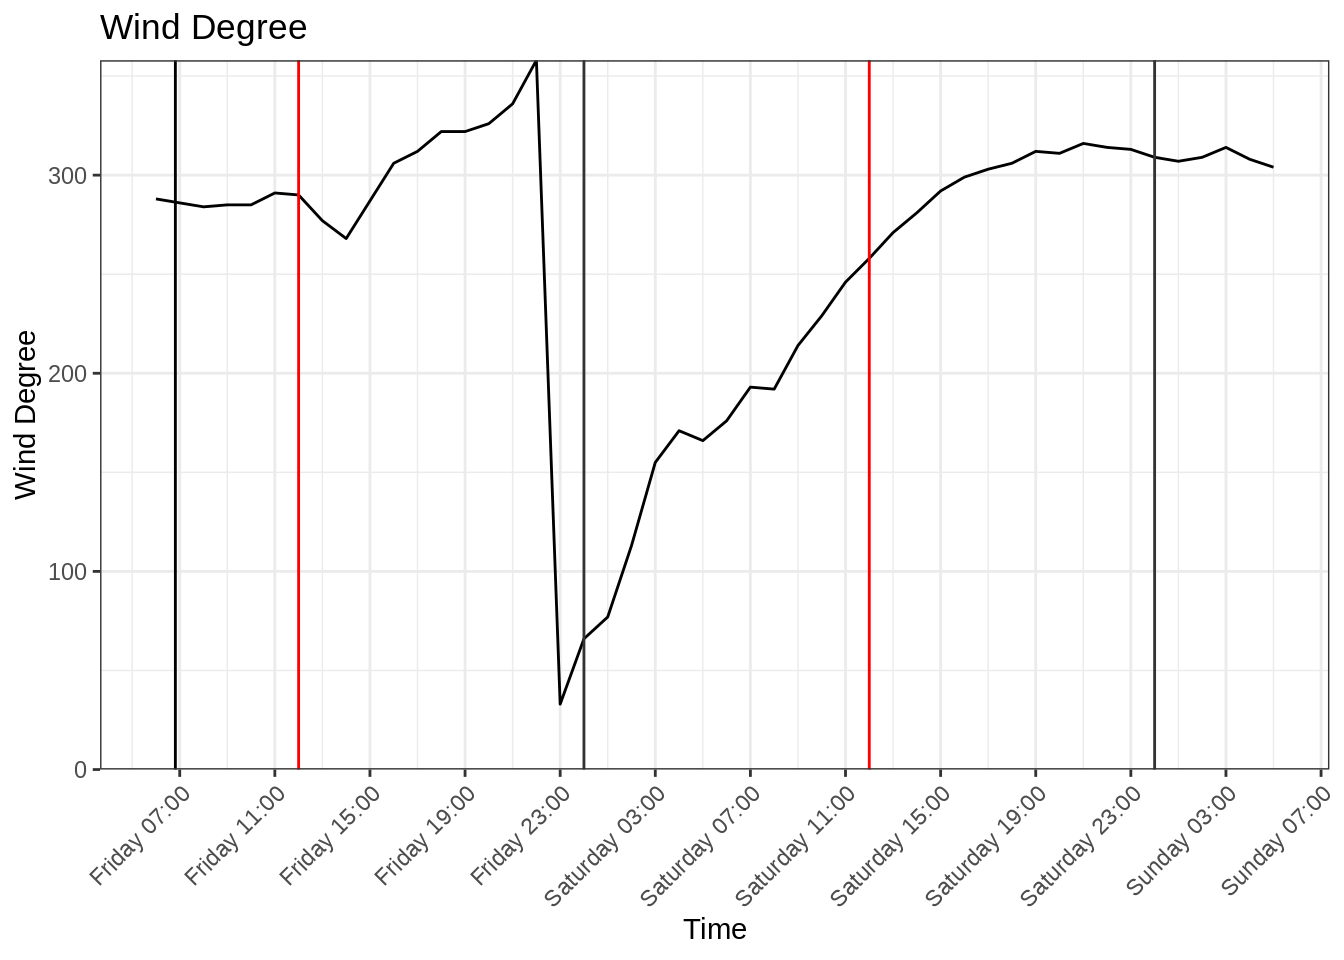 Wind Degree
Wind Degree
300
200
100
0
Friday 07:00
Friday 11:00
Friday 15:00
Friday 19:00
Friday 23:00
Saturday 03:00
Saturday 07:00
Saturday 11:00
Saturday 15:00
Saturday 19:00
Saturday 23:00
Sunday 03:00
Sunday 07:00
Time